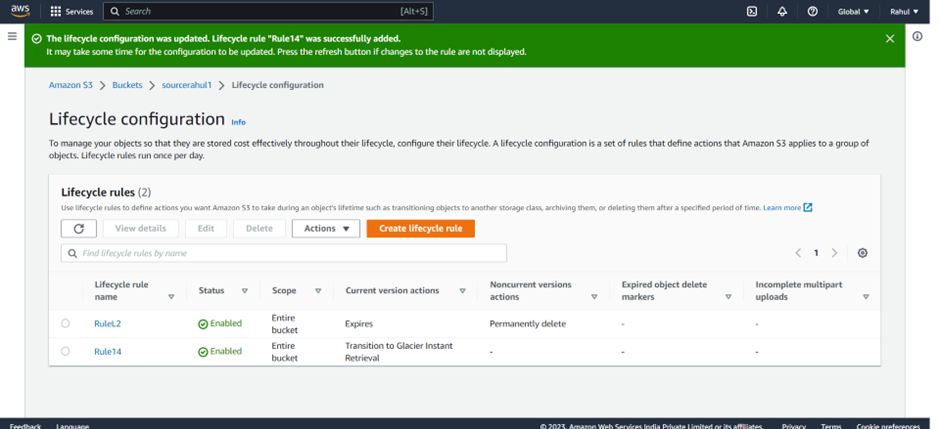 aws Services Search [Alt+S] Global Rahul
The lifecycle configuration was updated. Lifecycle rule "Rule14" was successfully added.
It may take some time for the configuration to be updated. Press the refresh button if changes to the rule are not displayed.
Amazon S3 > Buckets > sourcerahul1 > Lifecycle configuration
Lifecycle configuration Info
To manage your objects so that they are stored cost effectively throughout their lifecycle, configure their lifecycle. A lifecycle configuration is a set of rules that define actions that Amazon S3 applies to a group of
objects. Lifecycle rules run once per day.
Lifecycle rules (2)
Use lifecycle rules to define actions you want Amazon S3 to take during an object's lifetime such as transitioning objects to another storage class, archiving them, or deleting them after a specified period of time. Learn more
View details Edit Delete Actions Create lifecycle rule
Find lifecycle rules by name 1
Lifecycle rule name Status Scope Current version actions Noncurrent versions actions Expired object delete markers Incomplete multipart uploads
RuleL2 Enabled Entire bucket Expires Permanently delete - -
Rule14 Enabled Entire bucket Transition to Glacier Instant Retrieval - - -
Feedback Language © 2023, Amazon Web Services India Private Limited or its affiliates. Privacy Terms Cookie preferences